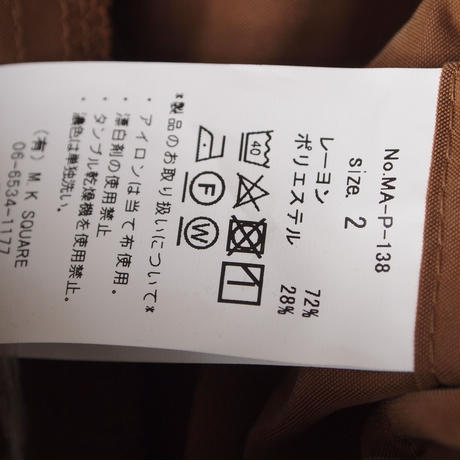 No.MA-P-138
size. 2
レーヨン 72%
ポリエステル 28%
40
F
W
*製品のお取り扱いについて*
・アイロンは当て布使用。
・漂白剤の使用禁止
・タンブル乾燥機を使用禁止。
・濃色は単独洗い。
(有) M.K SQUARE
06-6534-1177